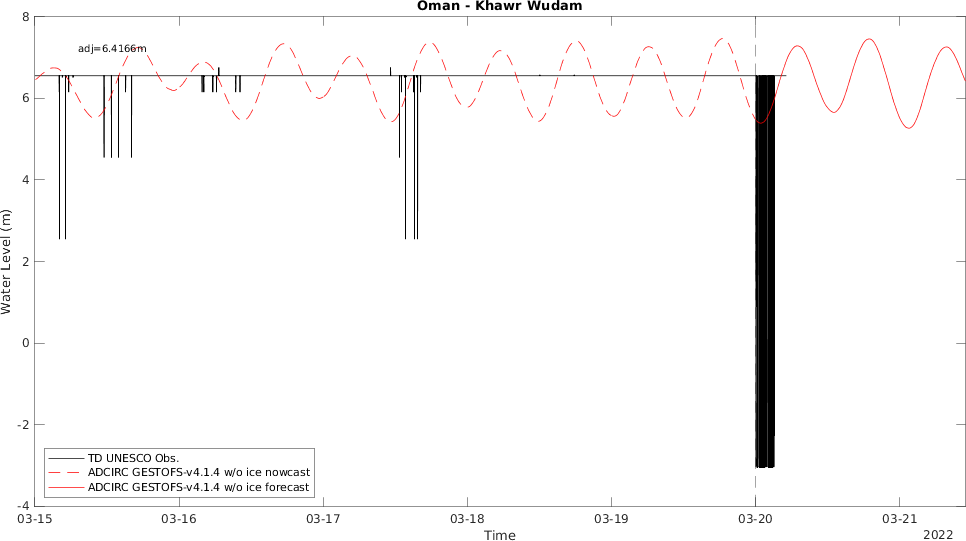 Oman - Khawr Wudam
adj=6.4166m
8
6
4
2
0
-2
-4
Water Level (m)
TD UNESCO Obs.
ADCIRC GESTOFS-v4.1.4 w/o ice nowcast
ADCIRC GESTOFS-v4.1.4 w/o ice forecast
03-15 03-16 03-17 03-18 03-19 03-20 03-21
Time
2022